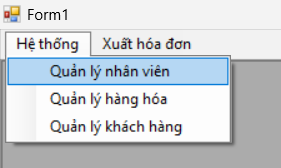 Form1
Hệ thống Xuất hóa đơn
Quản lý nhân viên
Quản lý hàng hóa
Quản lý khách hàng